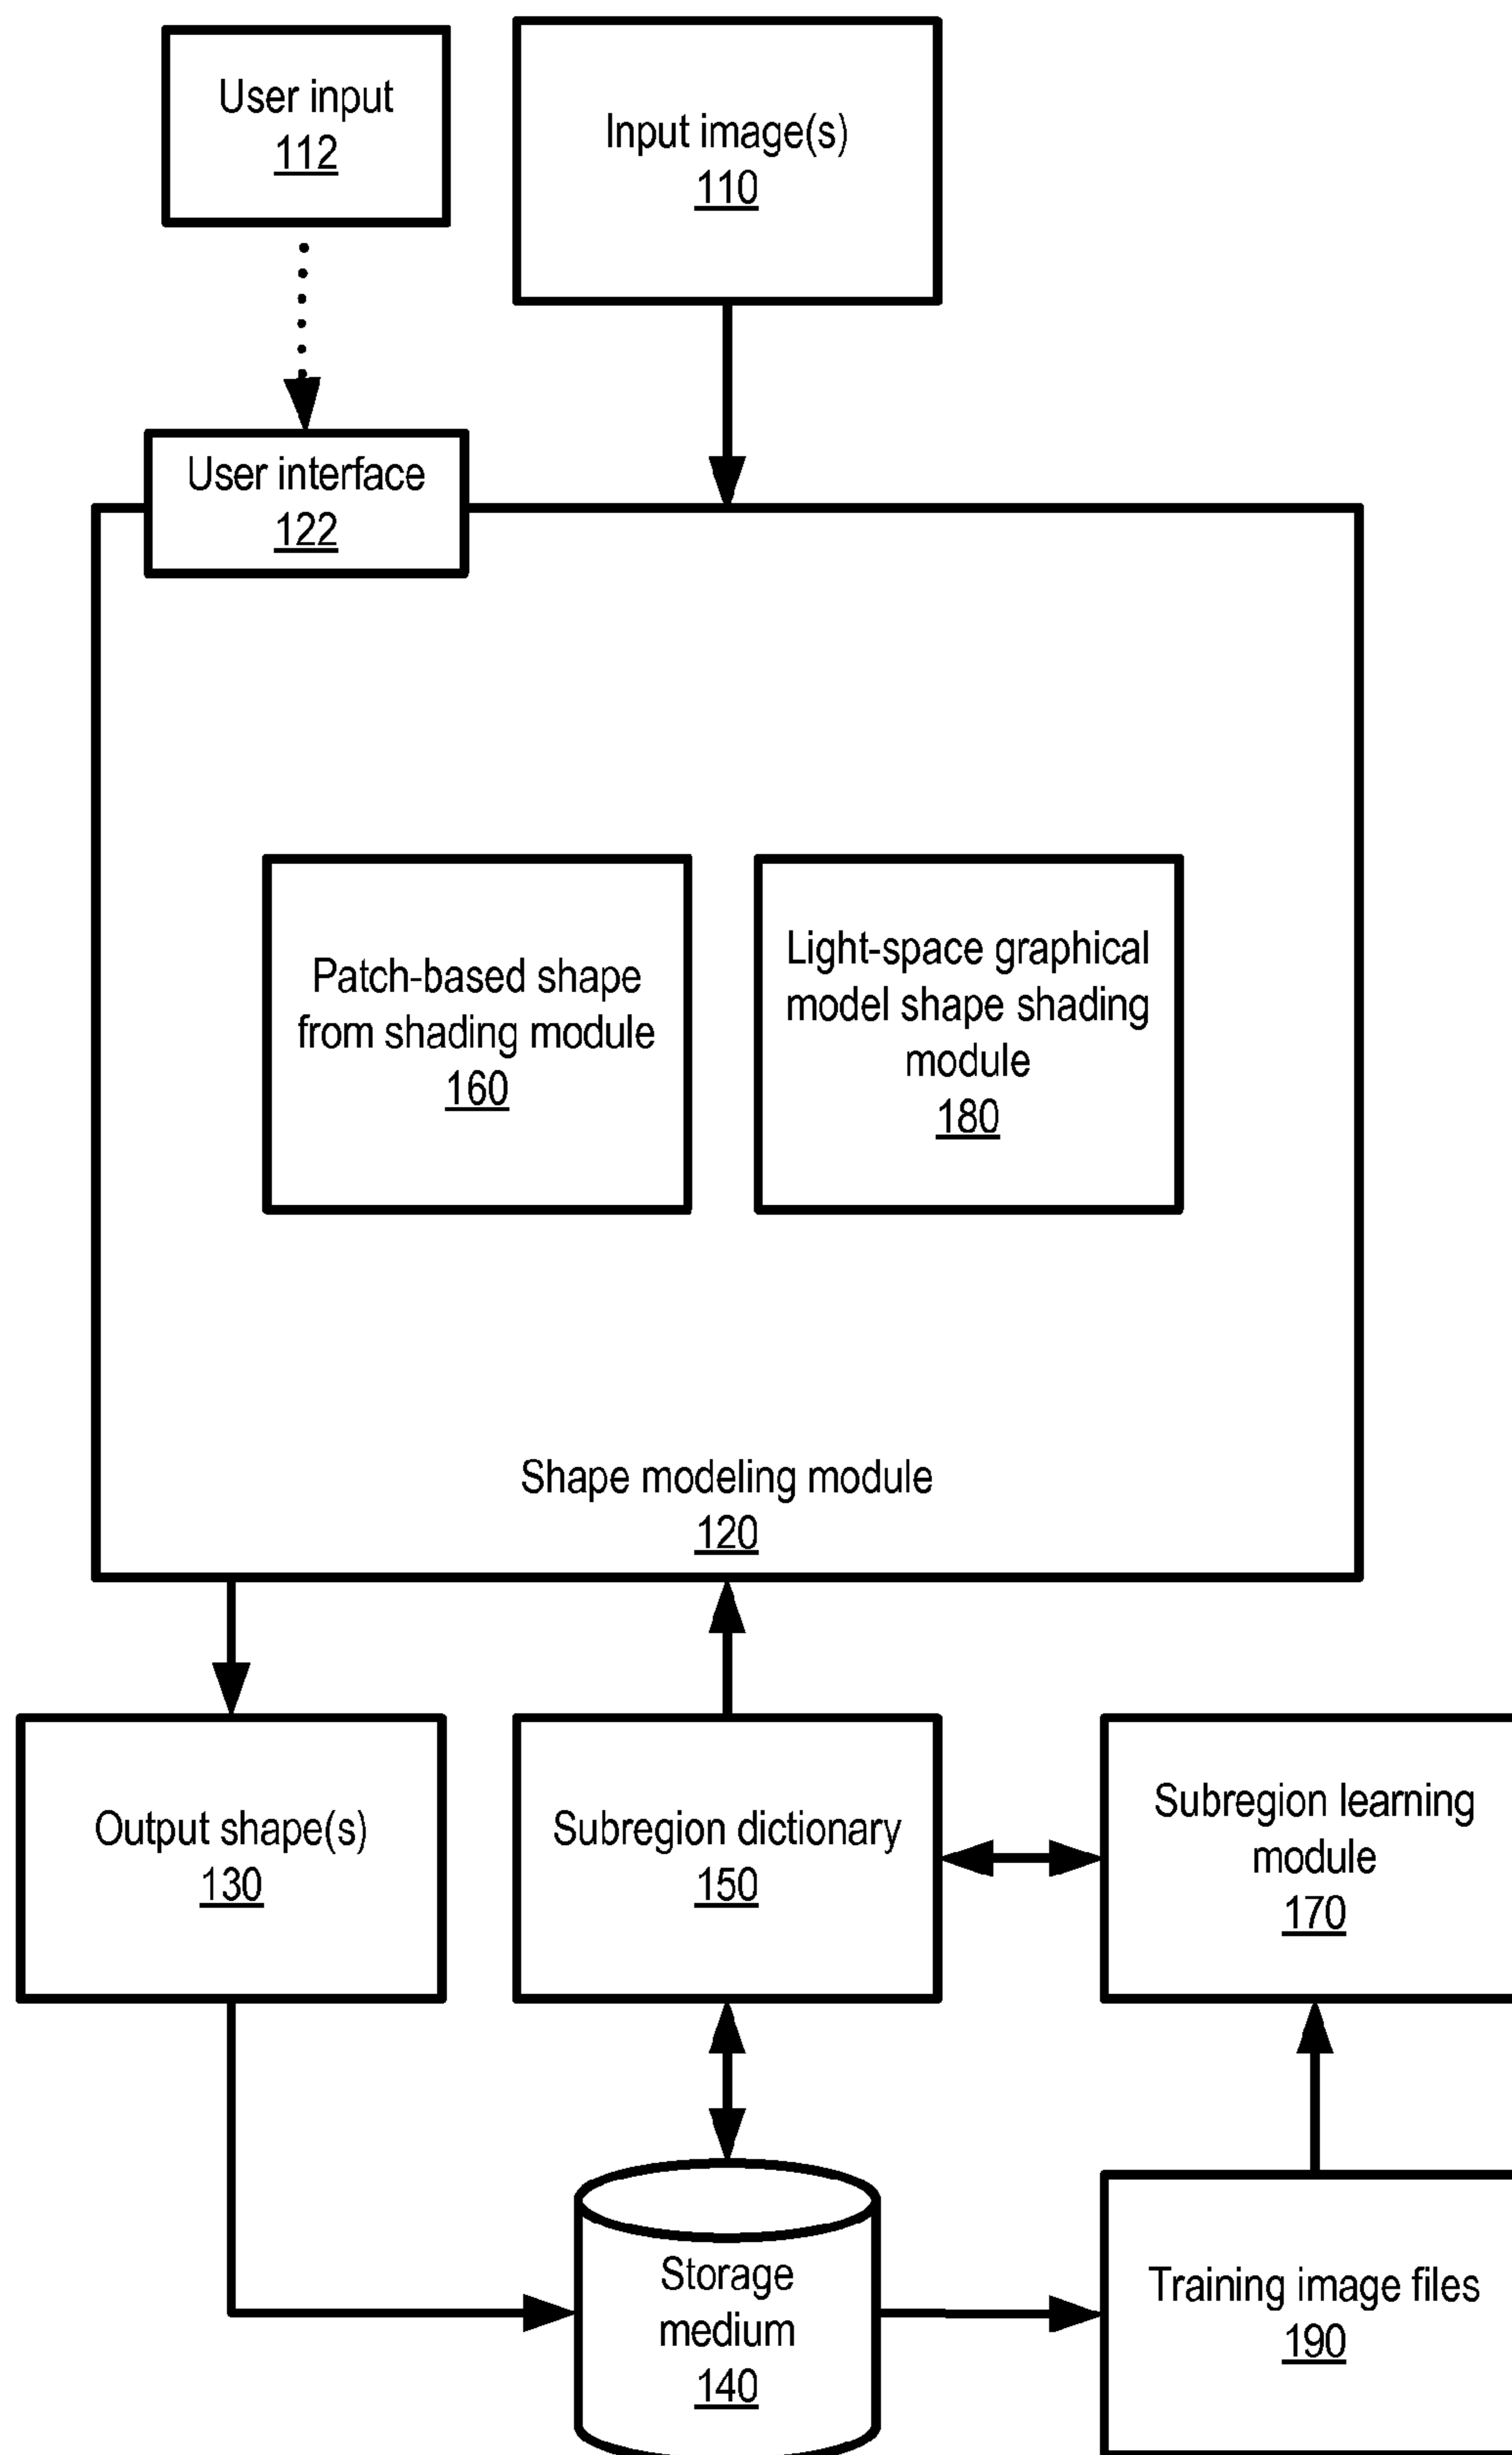 User input
112
Input image(s)
110
User interface
122
Patch-based shape
from shading module
160
Light-space graphical
model shape shading
module
180
Shape modeling module
120
Output shape(s)
130
Subregion dictionary
150
Subregion learning
module
170
Storage
medium
140
Training image files
190